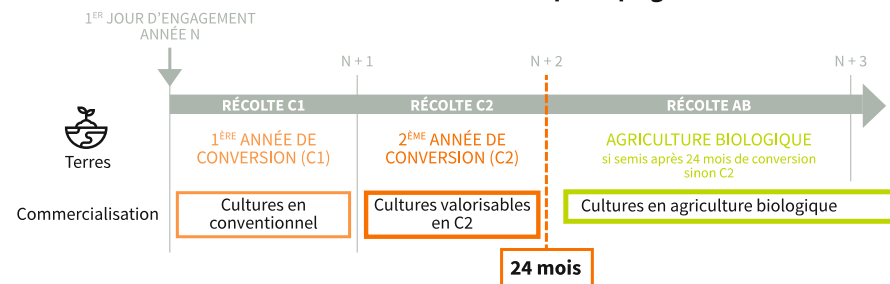 1ER JOUR D'ENGAGEMENT
ANNÉE N
N + 1
N + 2
N + 3
RÉCOLTE C1
RÉCOLTE C2
RÉCOLTE AB
Terres
1ÈRE ANNÉE DE
CONVERSION (C1)
2ÈME ANNÉE DE
CONVERSION (C2)
AGRICULTURE BIOLOGIQUE
si semis après 24 mois de conversion
sinon C2
Commercialisation
Cultures en
conventionnel
Cultures valorisables
en C2
Cultures en agriculture biologique
24 mois